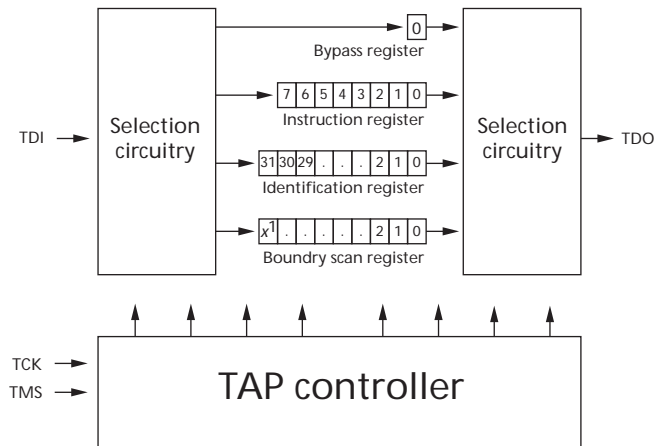 0
Bypass register
7 6 5 4 3 2 1 0
Instruction register
TDI
Selection circuitry
Selection circuitry
TDO
31 30 29 . . . 2 1 0
Identification register
x1 . . . . . 2 1 0
Boundry scan register
TCK
TMS
TAP controller